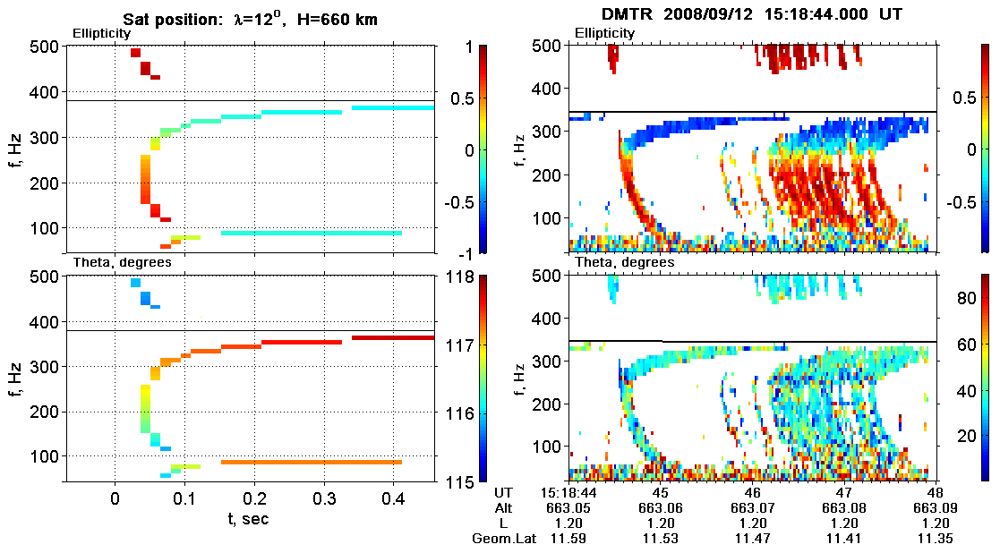 Sat position: λ=12°, H=660 km
Ellipticity
500
400
300
200
100
f, Hz
1
0.5
0
-0.5
-1
Theta, degrees
500
400
300
200
100
f, Hz
118
117
116
115
0
0.1
0.2
0.3
0.4
t, sec
DMTR 2008/09/12 15:18:44.000 UT
Ellipticity
500
400
300
200
100
f, Hz
0.5
0
-0.5
Theta, degrees
500
400
300
200
100
f, Hz
80
60
40
20
UT 15:18:44 45 46 47 48
Alt 663.05 663.06 663.07 663.08 663.09
L 1.20 1.20 1.20 1.20 1.20
Geom.Lat 11.59 11.53 11.47 11.41 11.35